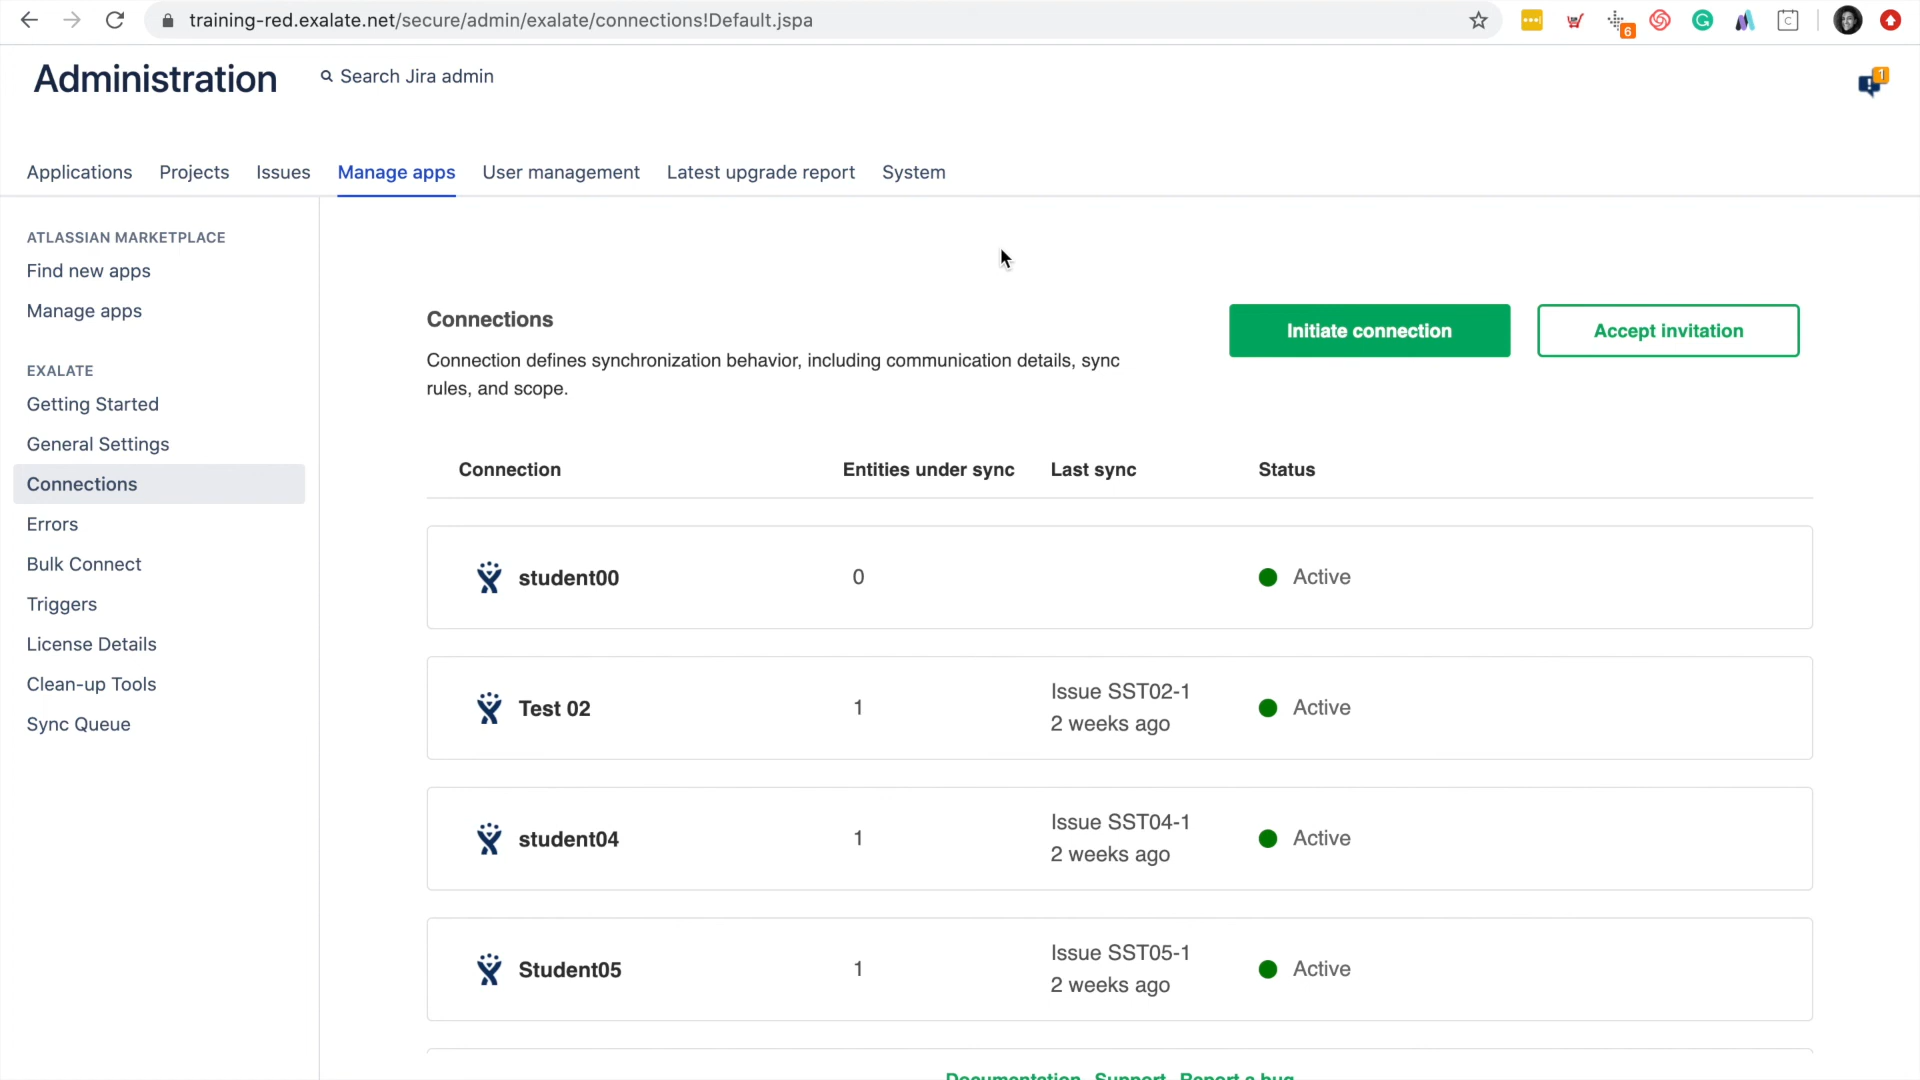 training-red.exalate.net/secure/admin/exalate/connections!Default.jspa
6
Administration
Search Jira admin
1
Applications
Projects
Issues
Manage apps
User management
Latest upgrade report
System
ATLASSIAN MARKETPLACE
Find new apps
Manage apps
EXALATE
Getting Started
General Settings
Connections
Errors
Bulk Connect
Triggers
License Details
Clean-up Tools
Sync Queue
Connections
Connection defines synchronization behavior, including communication details, sync
rules, and scope.
Initiate connection
Accept invitation
Connection
Entities under sync
Last sync
Status
student00
0
Active
Test 02
1
Issue SST02-1
2 weeks ago
Active
student04
1
Issue SST04-1
2 weeks ago
Active
Student05
1
Issue SST05-1
2 weeks ago
Active
Documentation Support Report a bug